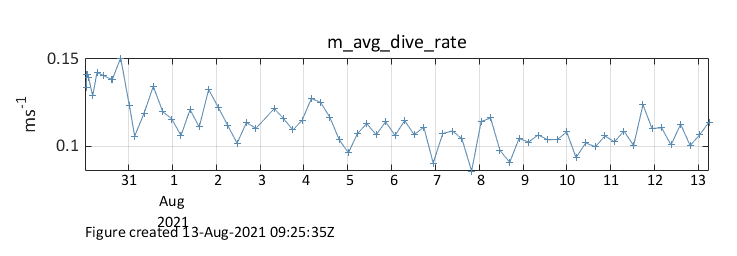 m_avg_dive_rate
0.15
ms-1
0.1
31 1 2 3 4 5 6 7 8 9 10 11 12 13
Aug
2021
Figure created 13-Aug-2021 09:25:35Z